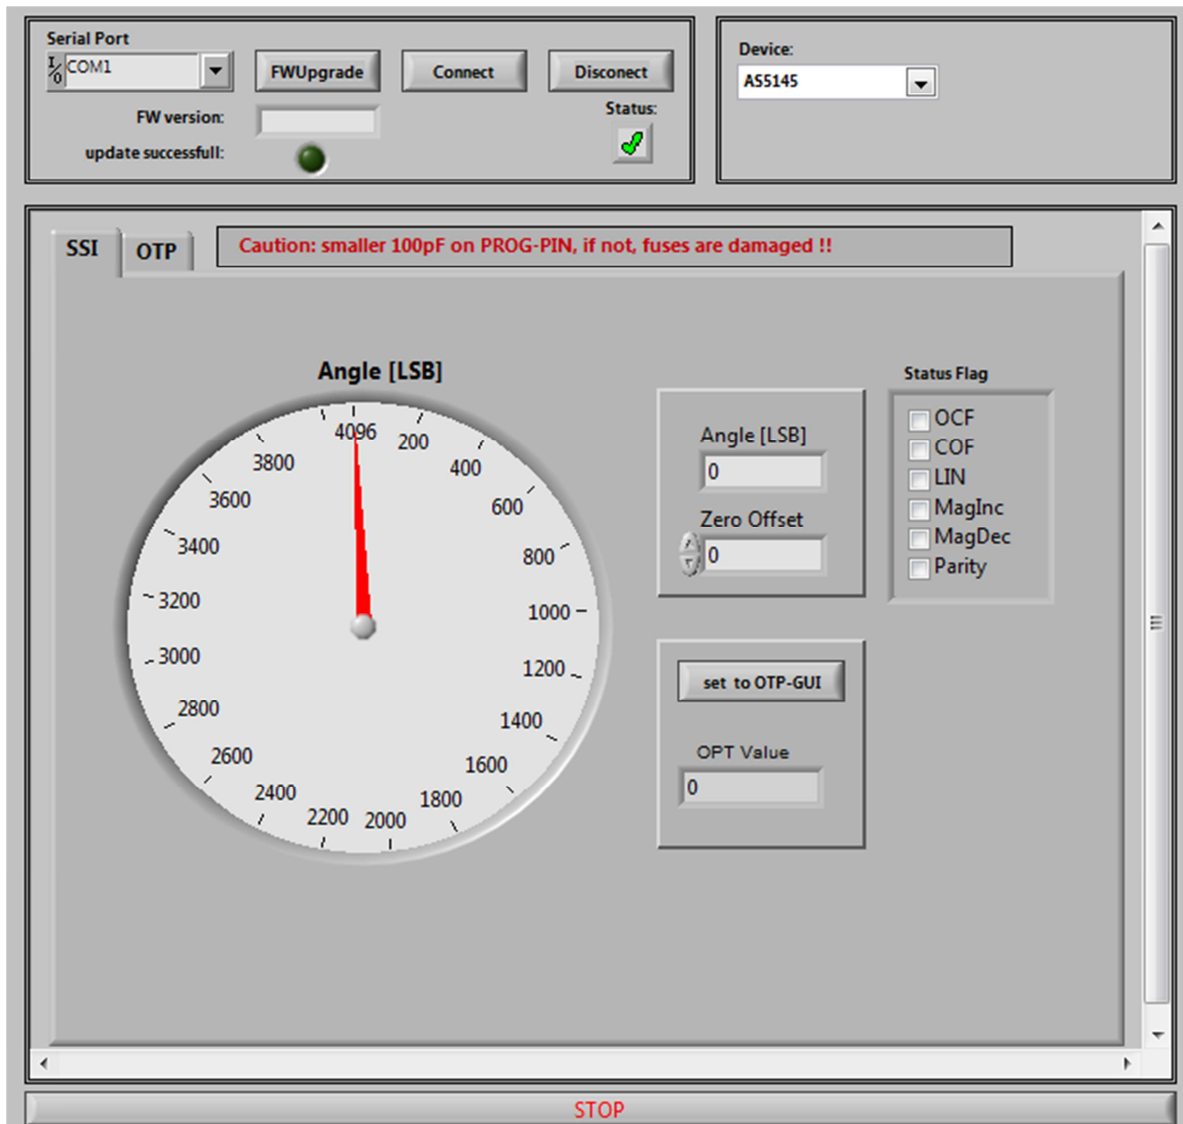 Serial Port
I/O COM1
FWUpgrade
Connect
Disconect
FW version:
Status:
update successfull:
Device:
AS5145
SSI
OTP
Caution: smaller 100pF on PROG-PIN, if not, fuses are damaged !!
Angle [LSB]
4096
200
400
600
800
1000
1200
1400
1600
1800
2000
2200
2400
2600
2800
3000
3200
3400
3600
3800
Angle [LSB]
0
Zero Offset
0
Status Flag
OCF
COF
LIN
MagInc
MagDec
Parity
set to OTP-GUI
OPT Value
0
STOP